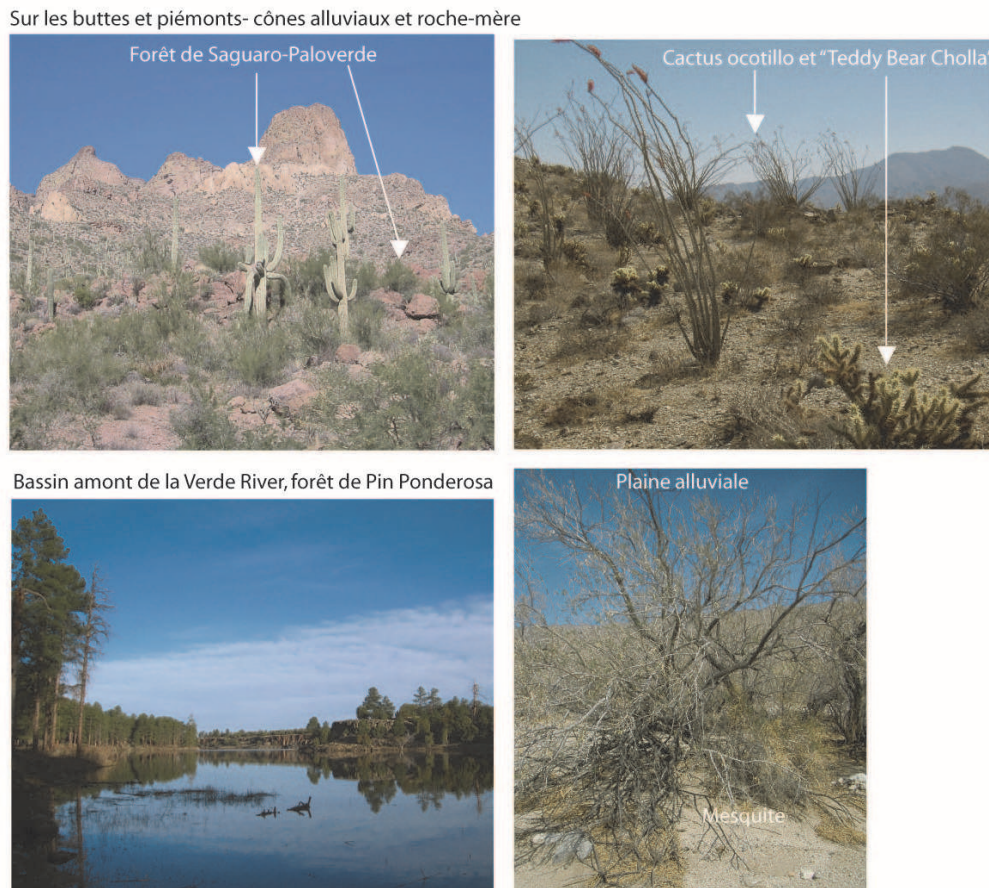 Sur les buttes et piémonts- cônes alluviaux et roche-mère
Forêt de Saguaro-Paloverde
Cactus ocotillo et "Teddy Bear Cholla"
Bassin amont de la Verde River, forêt de Pin Ponderosa
Plaine alluviale
Mesquite